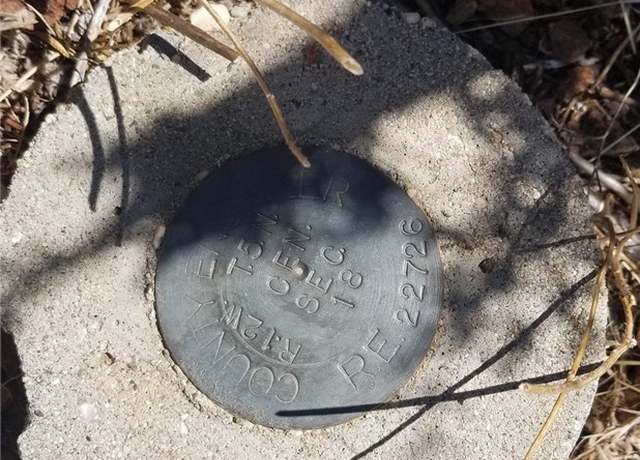 COUNTY
RE 22726
T5N.
R12W.
CEN.
SEC.
18